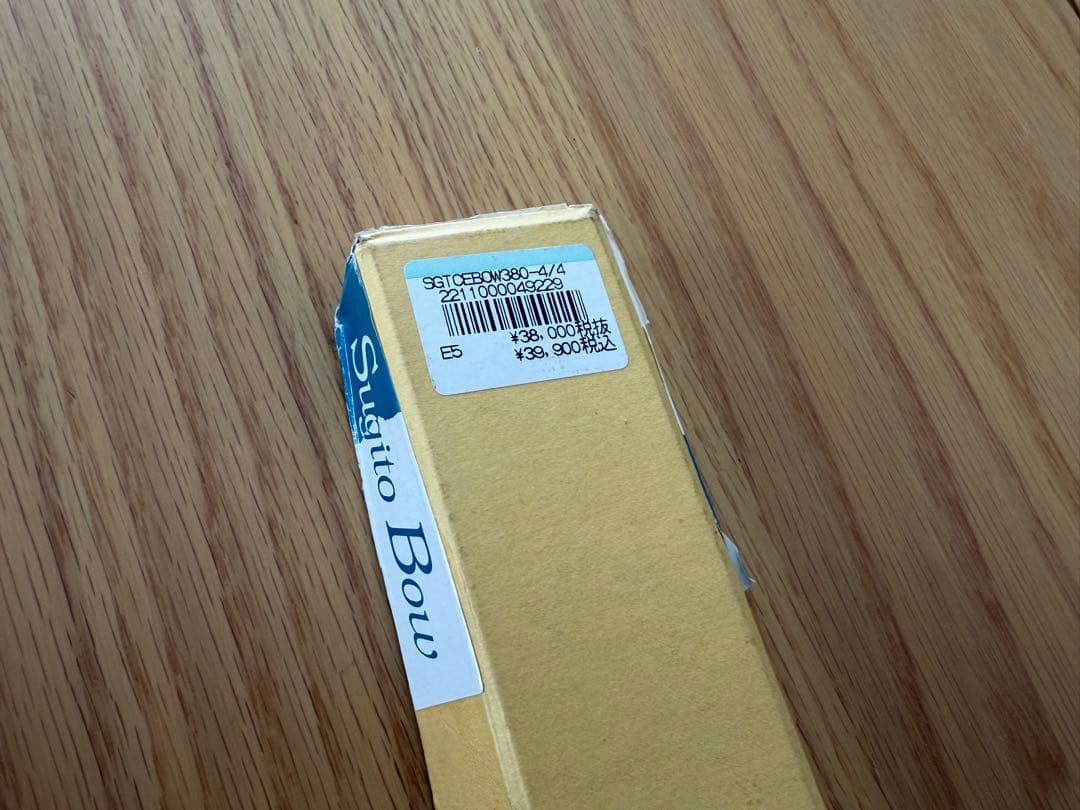 SGTCEBOW380-4/4
2211000049229
¥38,000税抜
E5 ¥39,900税込
Sugito Bow